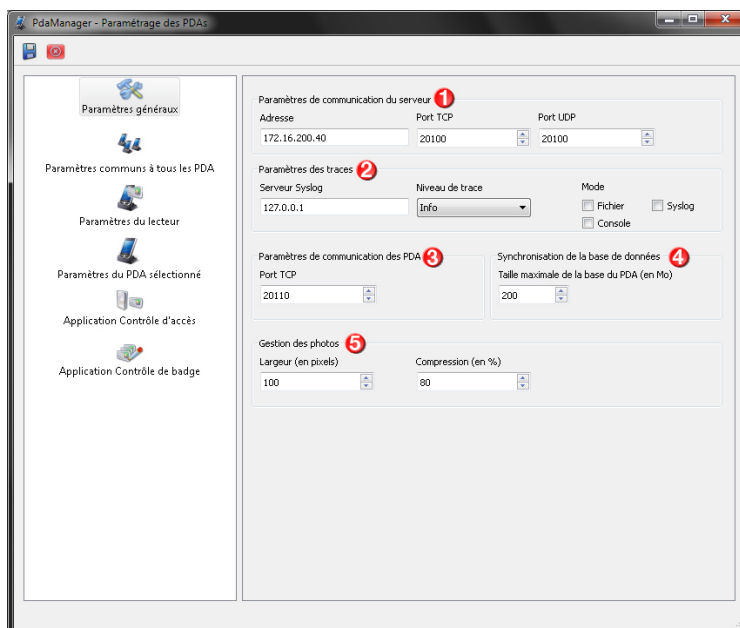 PdaManager - Paramétrage des PDAs
Paramètres généraux
Paramètres communs à tous les PDA
Paramètres du lecteur
Paramètres du PDA sélectionné
Application Contrôle d'accès
Application Contrôle de badge
Paramètres de communication du serveur 1
Adresse Port TCP Port UDP
172.16.200.40 20100 20100
Paramètres des traces 2
Serveur Syslog Niveau de trace Mode
127.0.0.1 Info Fichier Syslog
Console
Paramètres de communication des PDA 3
Port TCP
20110
Synchronisation de la base de données 4
Taille maximale de la base du PDA (en Mo)
200
Gestion des photos 5
Largeur (en pixels) Compression (en %)
100 80